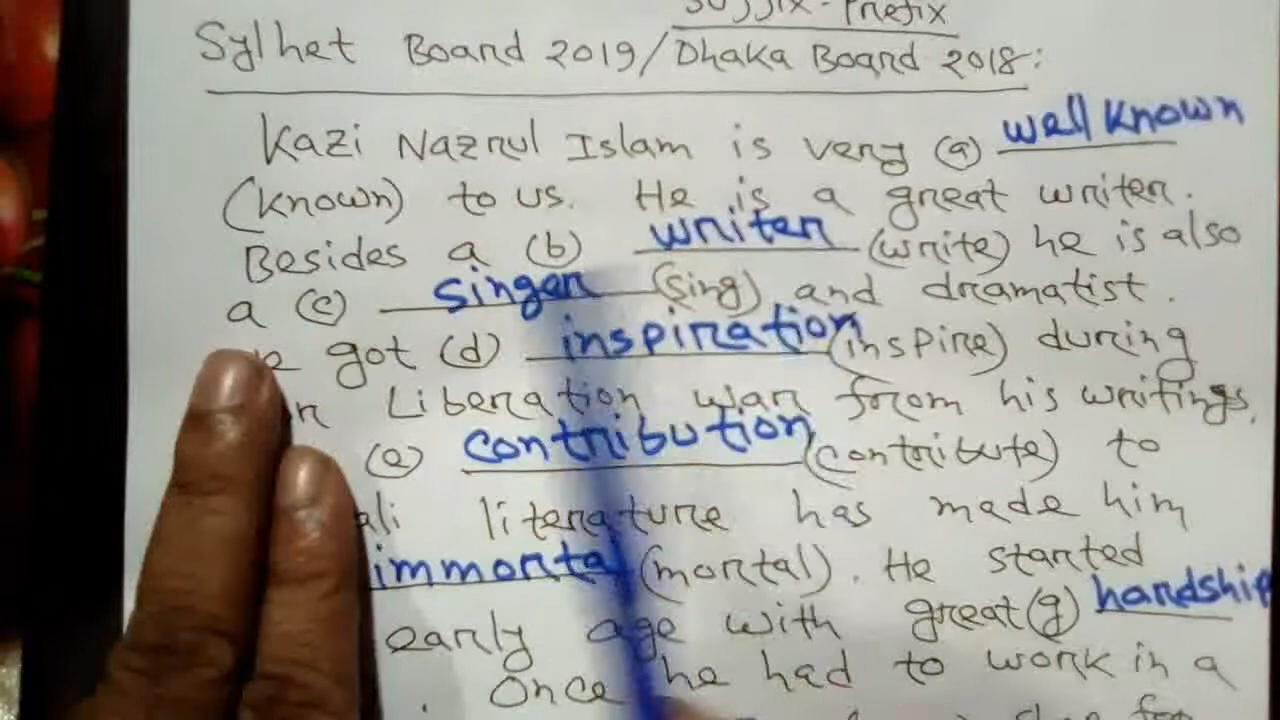 Suffix-Prefix
Sylhet Board 2019/Dhaka Board 2018:
Kazi Nazrul Islam is very (a) well known
(known) to us. He is a great writer.
Besides a (b) writer (write) he is also
a (c) singer (sing) and dramatist.
got (d) inspiration (inspire) during
Liberation war from his writings.
(e) contribution (contribute) to
literature has made him
immortal (mortal). He started
early age with great (g) hardship
. Once he had to work in a